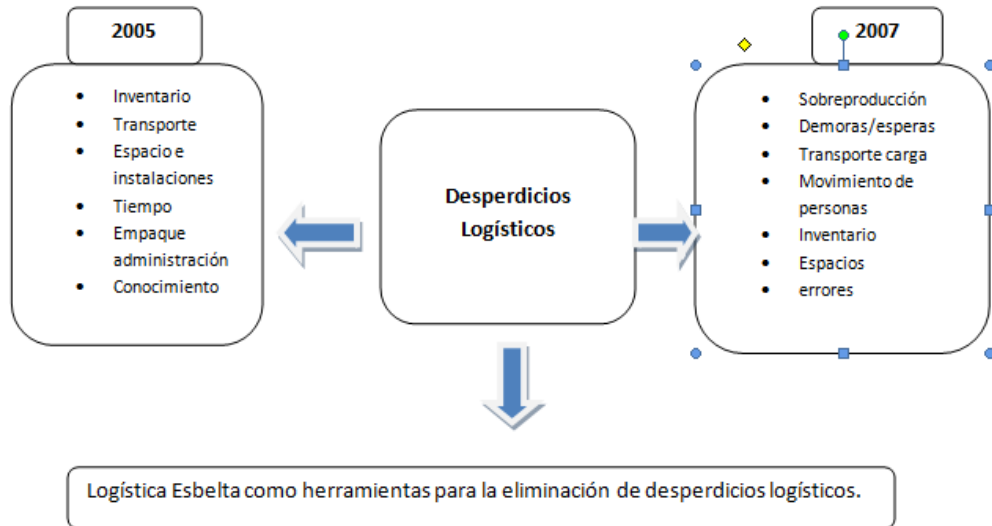 2005
• Inventario
• Transporte
• Espacio e
instalaciones
• Tiempo
• Empaque
administración
• Conocimiento
Desperdicios
Logísticos
2007
• Sobreproducción
• Demoras/esperas
• Transporte carga
• Movimiento de
personas
• Inventario
• Espacios
• errores
Logística Esbelta como herramientas para la eliminación de desperdicios logísticos.